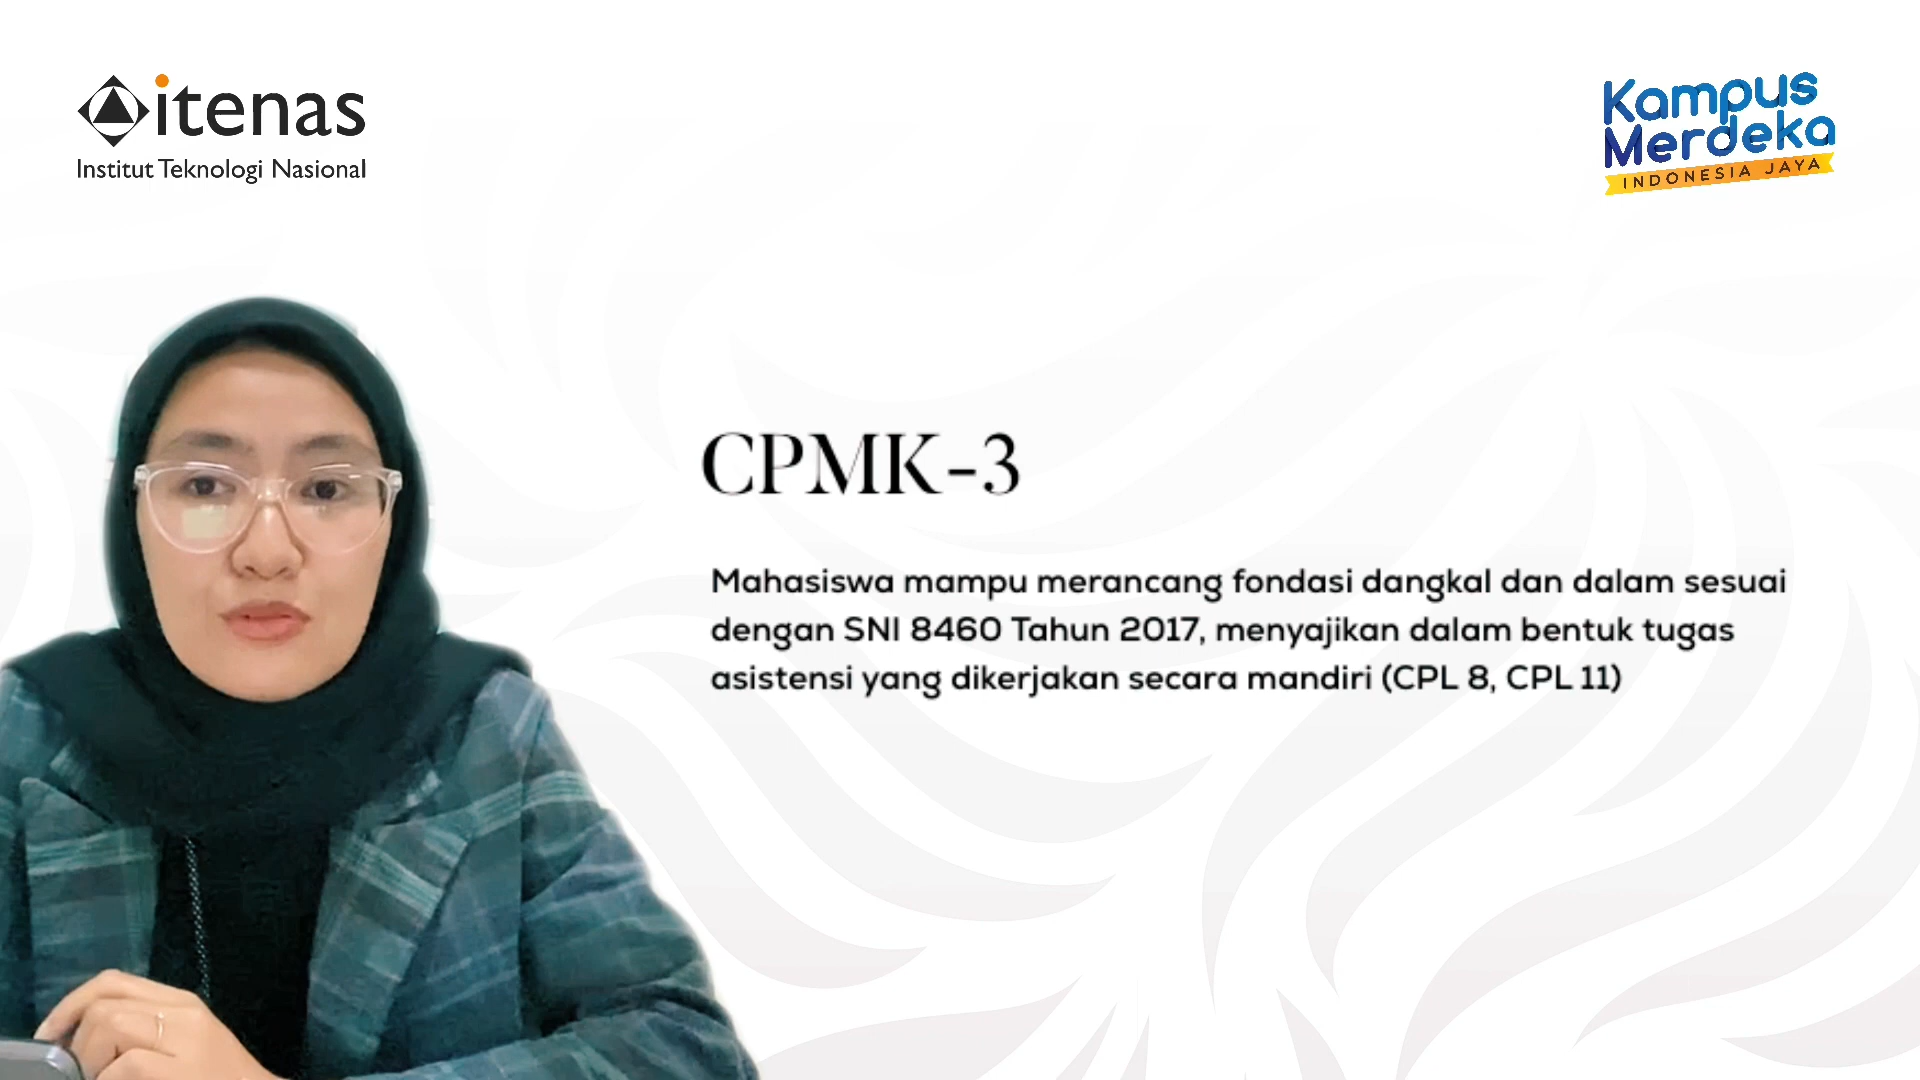 itenas
Institut Teknologi Nasional
Kampus
Merdeka
INDONESIA JAYA
CPMK-3
Mahasiswa mampu merancang fondasi dangkal dan dalam sesuai
dengan SNI 8460 Tahun 2017, menyajikan dalam bentuk tugas
asistensi yang dikerjakan secara mandiri (CPL 8, CPL 11)